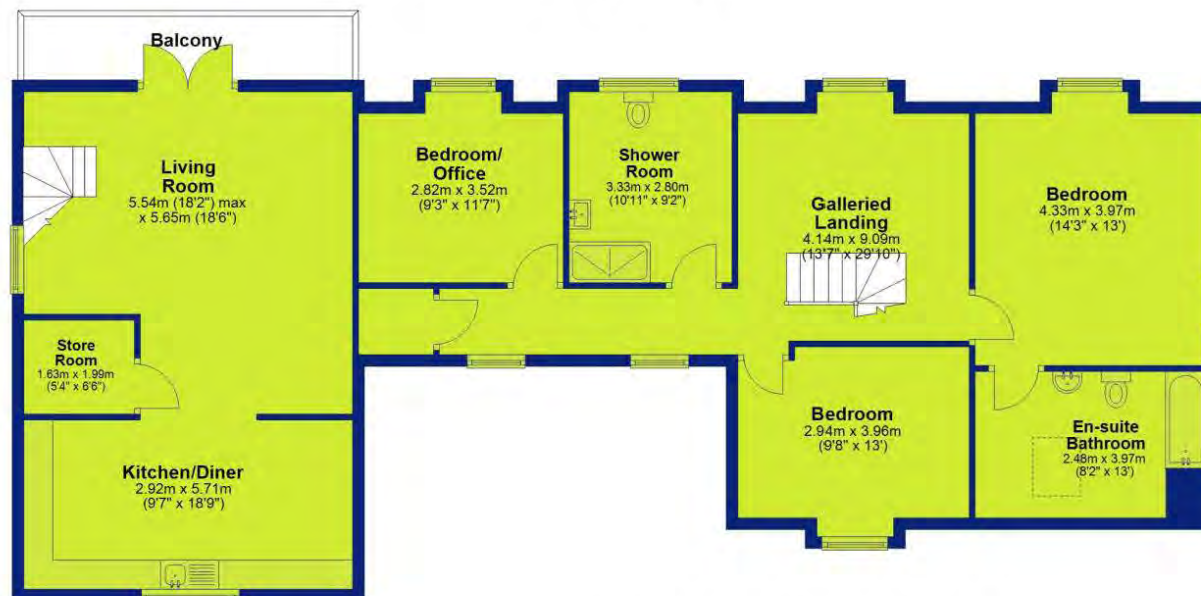 Balcony
Living
Room
5.54m (18'2") max
x 5.65m (18'6")
Bedroom/
Office
2.82m x 3.52m
(9'3" x 11'7")
Shower
Room
3.33m x 2.80m
(10'11" x 9'2")
Galleried
Landing
4.14m x 9.09m
(13'7" x 29'10")
Bedroom
4.33m x 3.97m
(14'3" x 13')
Store
Room
1.63m x 1.99m
(5'4" x 6'6")
Kitchen/Diner
2.92m x 5.71m
(9'7" x 18'9")
Bedroom
2.94m x 3.96m
(9'8" x 13')
En-suite
Bathroom
2.48m x 3.97m
(8'2" x 13')